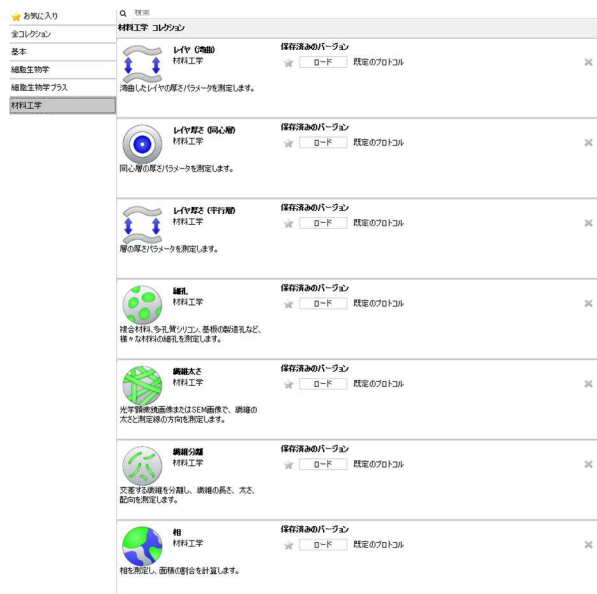 お気に入り
全コレクション
基本
細胞生物学
細胞生物学プラス
材料工学
検索
材料工学 コレクション
レイヤ (湾曲)
材料工学
湾曲したレイヤの厚さパラメータを測定します。
保存済みのバージョン
ロード 既定のプロトコル
レイヤ厚さ (同心層)
材料工学
同心層の厚さパラメータを測定します。
保存済みのバージョン
ロード 既定のプロトコル
レイヤ厚さ (平行層)
材料工学
層の厚さパラメータを測定します。
保存済みのバージョン
ロード 既定のプロトコル
細孔
材料工学
複合材料、多孔質シリコン、基板の製造孔など、
様々な材料の細孔を測定します。
保存済みのバージョン
ロード 既定のプロトコル
繊維太さ
材料工学
光学顕微鏡画像またはSEM画像で、繊維の
太さと測定線の方向を測定します。
保存済みのバージョン
ロード 既定のプロトコル
繊維分離
材料工学
交差する繊維を分離し、繊維の長さ、太さ、
配向を測定します。
保存済みのバージョン
ロード 既定のプロトコル
相
材料工学
相を測定し、面積の割合を計算します。
保存済みのバージョン
ロード 既定のプロトコル